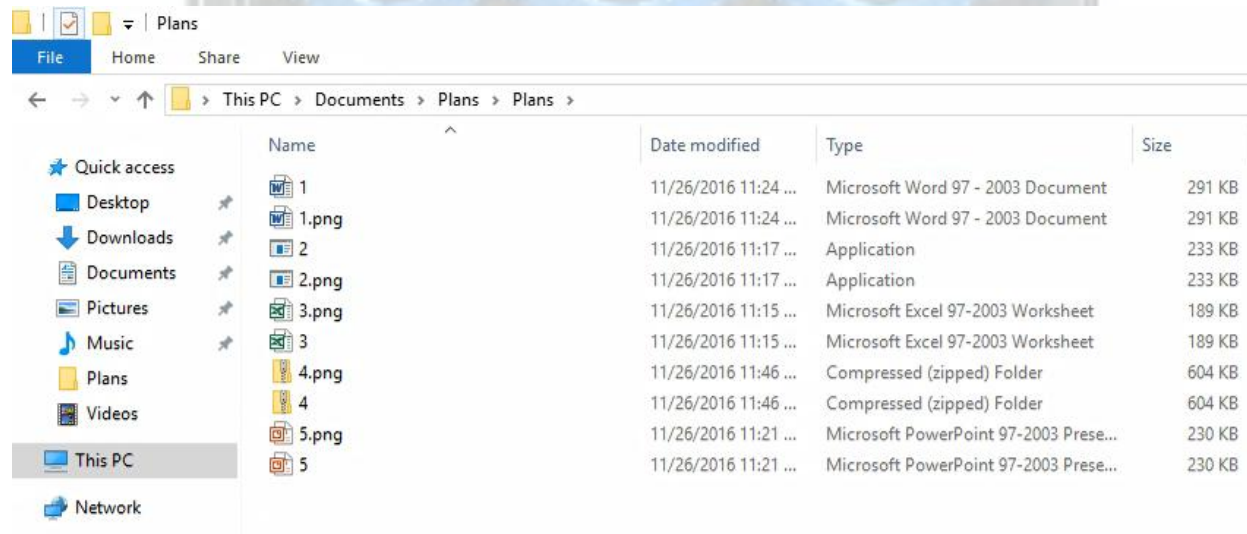 Plans
File Home Share View
This PC > Documents > Plans > Plans >
Name Date modified Type Size
Quick access
Desktop
Downloads
Documents
Pictures
Music
Plans
Videos
This PC
Network
1 11/26/2016 11:24 ... Microsoft Word 97 - 2003 Document 291 KB
1.png 11/26/2016 11:24 ... Microsoft Word 97 - 2003 Document 291 KB
2 11/26/2016 11:17 ... Application 233 KB
2.png 11/26/2016 11:17 ... Application 233 KB
3.png 11/26/2016 11:15 ... Microsoft Excel 97-2003 Worksheet 189 KB
3 11/26/2016 11:15 ... Microsoft Excel 97-2003 Worksheet 189 KB
4.png 11/26/2016 11:46 ... Compressed (zipped) Folder 604 KB
4 11/26/2016 11:46 ... Compressed (zipped) Folder 604 KB
5.png 11/26/2016 11:21 ... Microsoft PowerPoint 97-2003 Prese... 230 KB
5 11/26/2016 11:21 ... Microsoft PowerPoint 97-2003 Prese... 230 KB